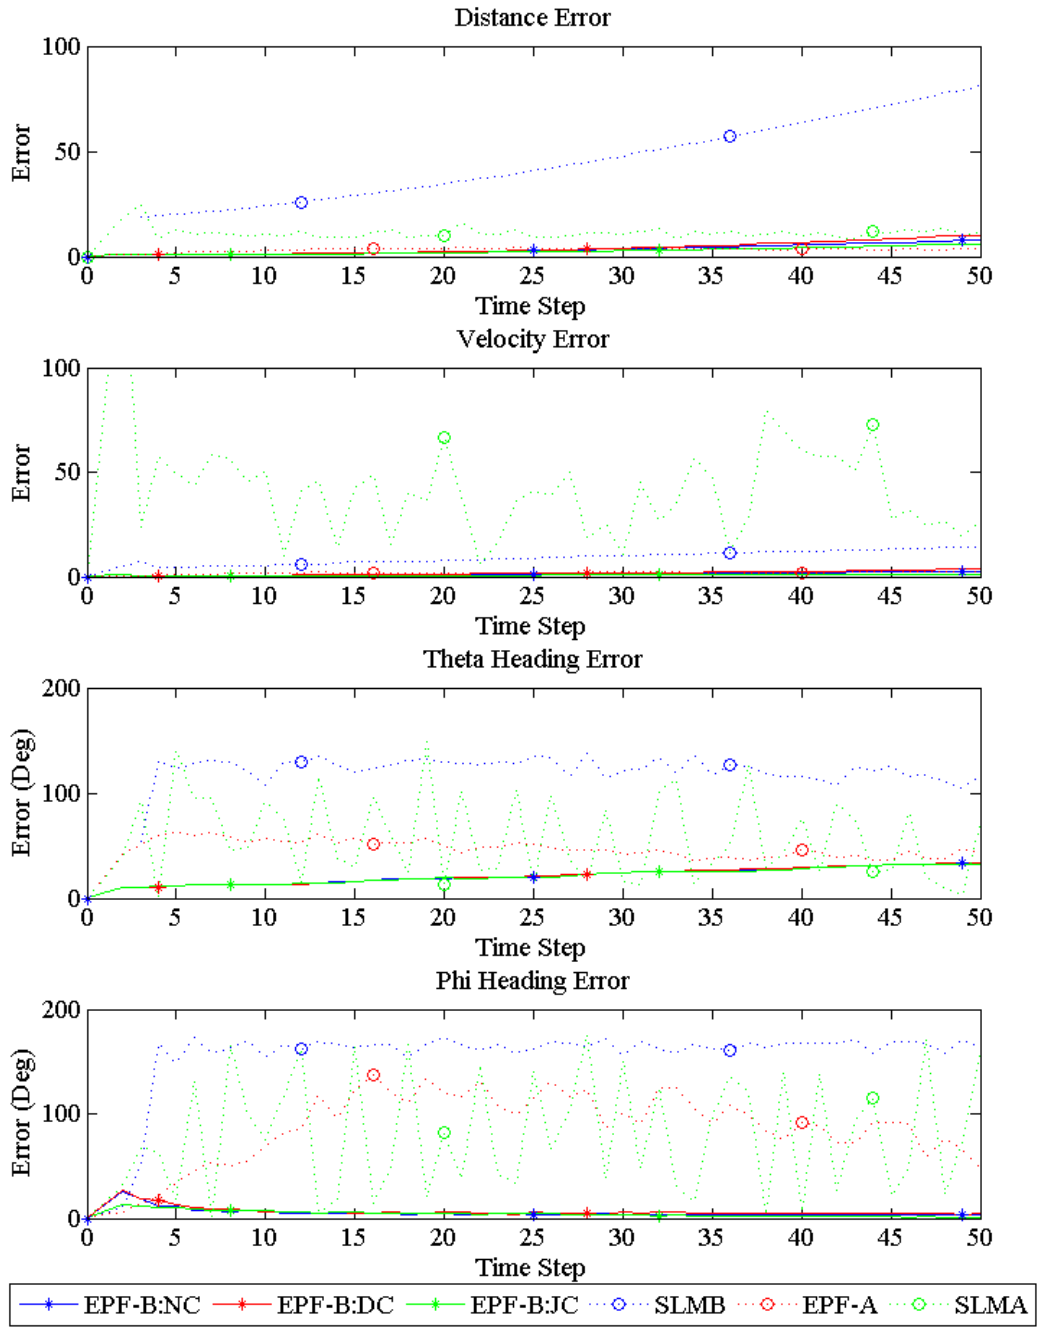 Distance Error
100
50
0
Error
0 5 10 15 20 25 30 35 40 45 50
Time Step
Velocity Error
100
50
0
Error
0 5 10 15 20 25 30 35 40 45 50
Time Step
Theta Heading Error
200
100
0
Error (Deg)
0 5 10 15 20 25 30 35 40 45 50
Time Step
Phi Heading Error
200
100
0
Error (Deg)
0 5 10 15 20 25 30 35 40 45 50
Time Step
EPF-B:NC EPF-B:DC EPF-B:JC SLMB EPF-A SLMA